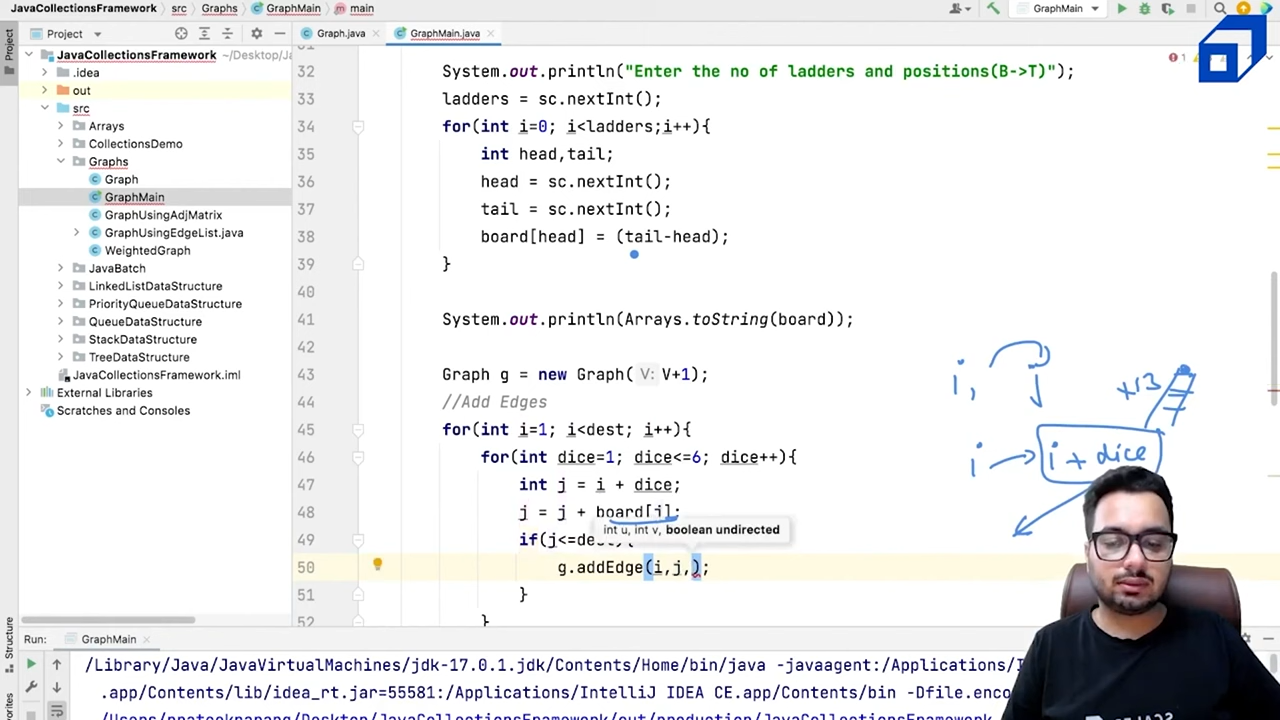 JavaCollectionsFramework src Graphs GraphMain main GraphMain
Project Graph.java GraphMain.java 1
Project
JavaCollectionsFramework ~/Desktop/Ja
.idea
out
src
Arrays
CollectionsDemo
Graphs
Graph
GraphMain
GraphUsingAdjMatrix
GraphUsingEdgeList.java
WeightedGraph
JavaBatch
LinkedListDataStructure
PriorityQueueDataStructure
QueueDataStructure
StackDataStructure
TreeDataStructure
JavaCollectionsFramework.iml
External Libraries
Scratches and Consoles
32 System.out.println("Enter the no of ladders and positions(B->T)");
33 ladders = sc.nextInt();
34 for(int i=0; i<ladders;i++){
35 int head,tail;
36 head = sc.nextInt();
37 tail = sc.nextInt();
38 board[head] = (tail-head);
39 }
40
41 System.out.println(Arrays.toString(board));
42
43 Graph g = new Graph( V: V+1);
44 //Add Edges
45 for(int i=1; i<dest; i++){
46 for(int dice=1; dice<=6; dice++){
47 int j = i + dice;
48 j = j + board[j];
int u, int v, boolean undirected
49 if(j<=dest){
50 g.addEdge(i,j,);
51 }
52 }
i, j
+13
i → i + dice
Structure
Run: GraphMain
/Library/Java/JavaVirtualMachines/jdk-17.0.1.jdk/Contents/Home/bin/java -javaagent:/Applications/I
.app/Contents/lib/idea_rt.jar=55581:/Applications/IntelliJ IDEA CE.app/Contents/bin -Dfile.enco